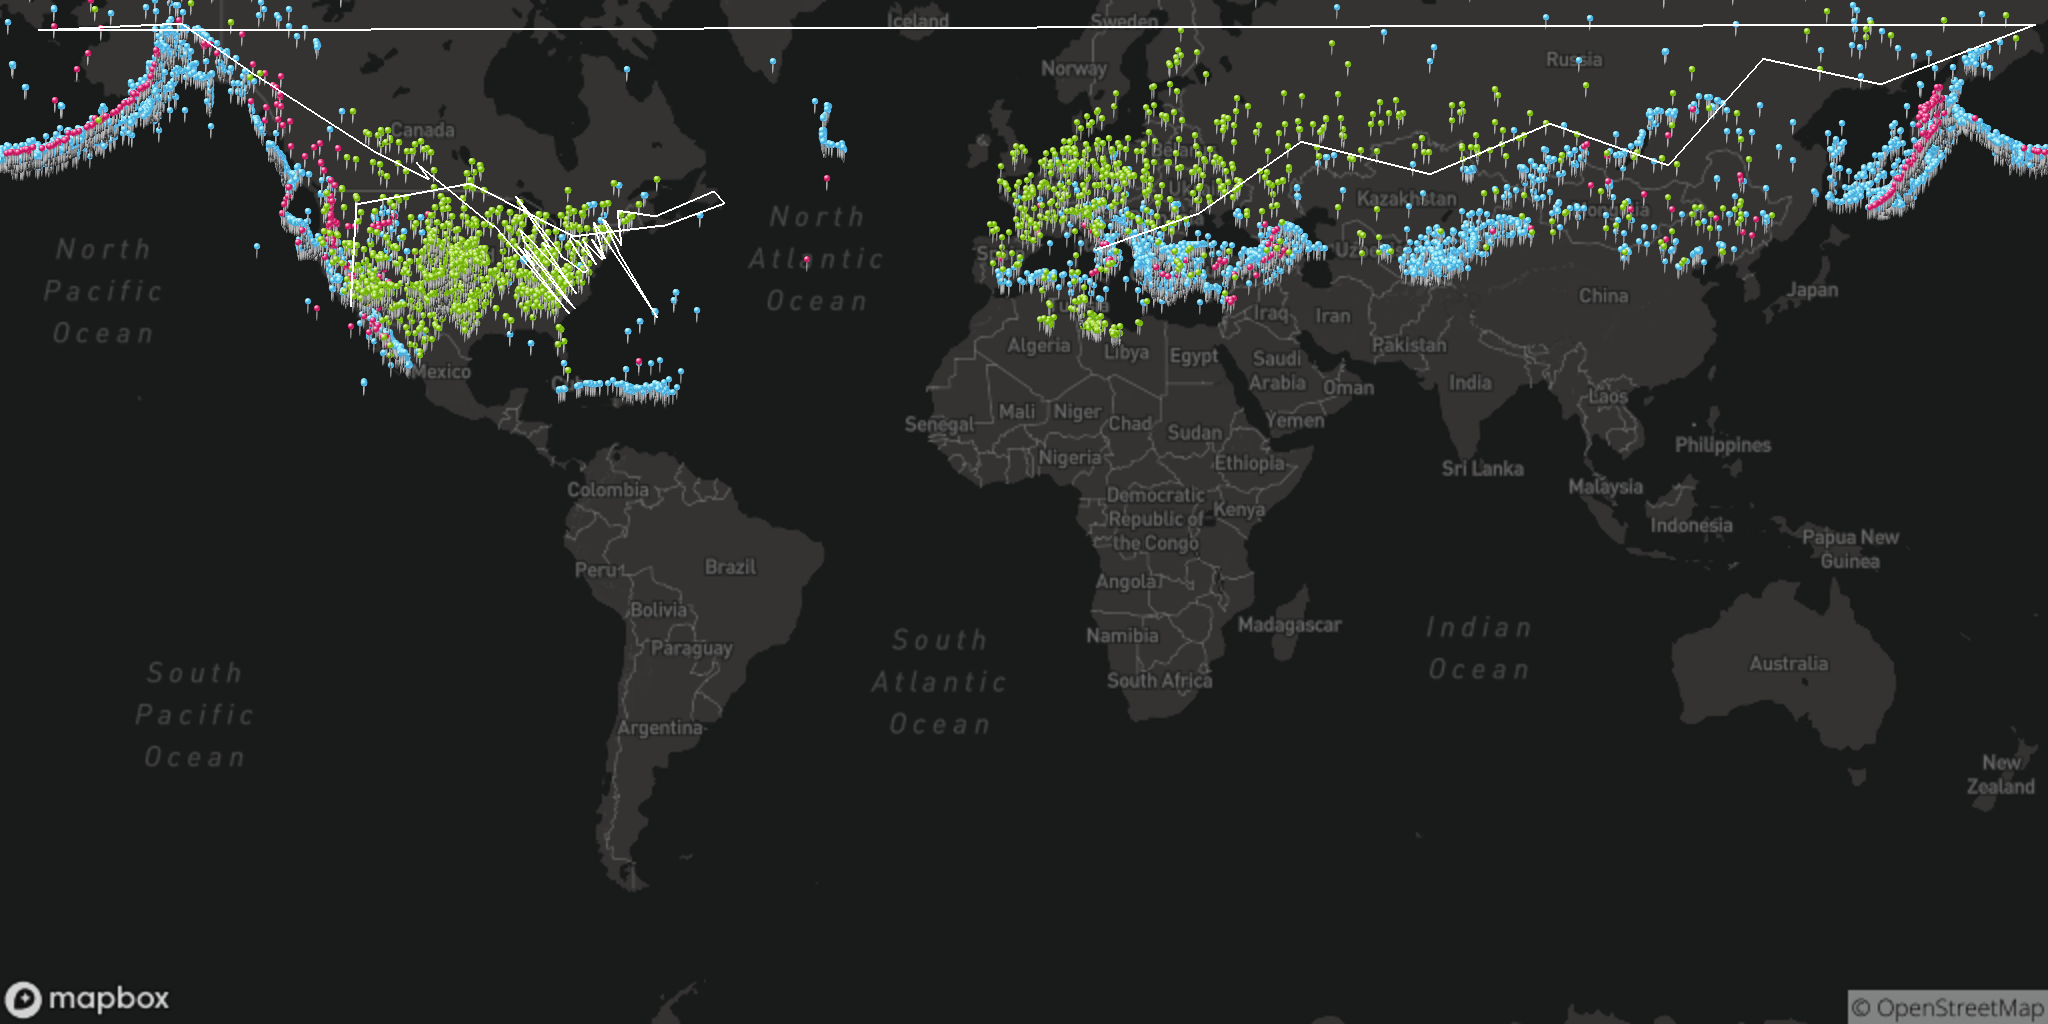 Iceland
Sweden
Norway
Russia
Canada
Kazakhstan
North
Atlantic
Ocean
North
Pacific
Ocean
China
Japan
Iraq
Iran
Algeria
Libya
Egypt
Pakistan
Saudi
Arabia
Oman
India
Mexico
Laos
Mali
Niger
Chad
Senegal
Sudan
Yemen
Philippines
Nigeria
Ethiopia
Sri Lanka
Colombia
Malaysia
Democratic
Republic of
the Congo
Kenya
Indonesia
Papua New
Guinea
Peru
Brazil
Angola
Bolivia
Madagascar
Namibia
Indian
Ocean
South
Atlantic
Ocean
Paraguay
Australia
South
Pacific
Ocean
South Africa
Argentina
New
Zealand
mapbox
© OpenStreetMap